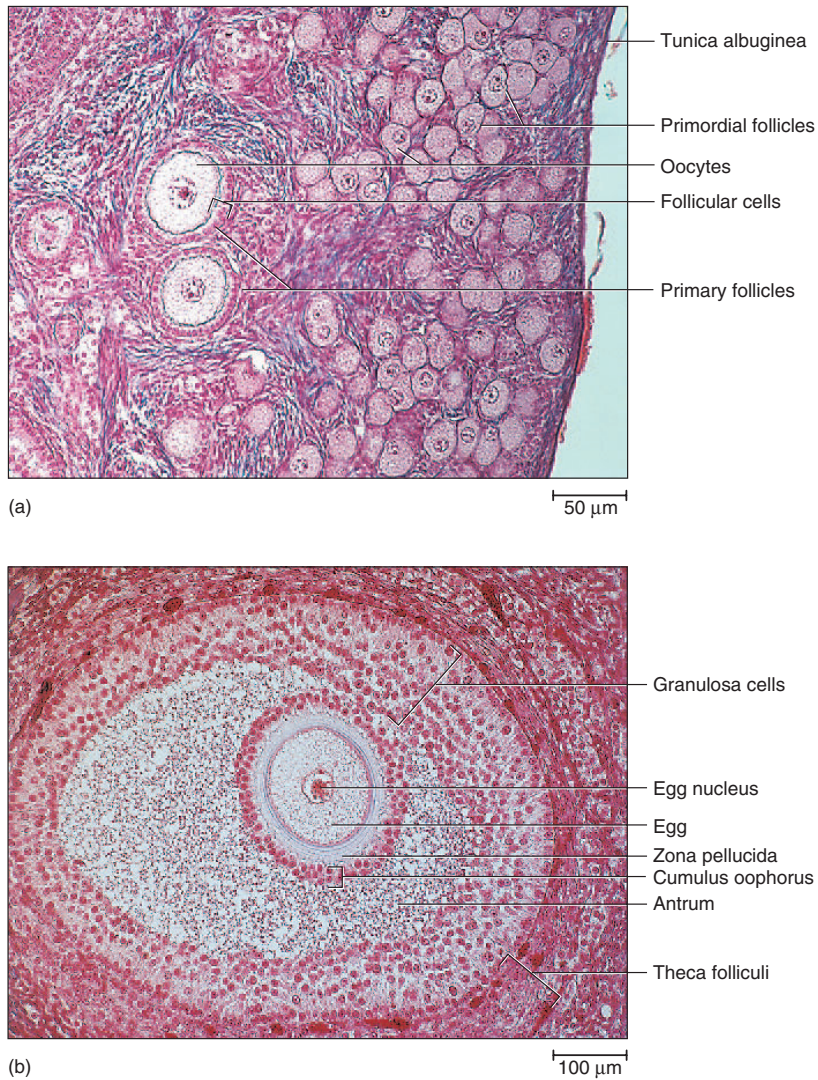 Tunica albuginea
Primordial follicles
Oocytes
Follicular cells
Primary follicles
(a)
50 μm
Granulosa cells
Egg nucleus
Egg
Zona pellucida
Cumulus oophorus
Antrum
Theca folliculi
(b)
100 μm